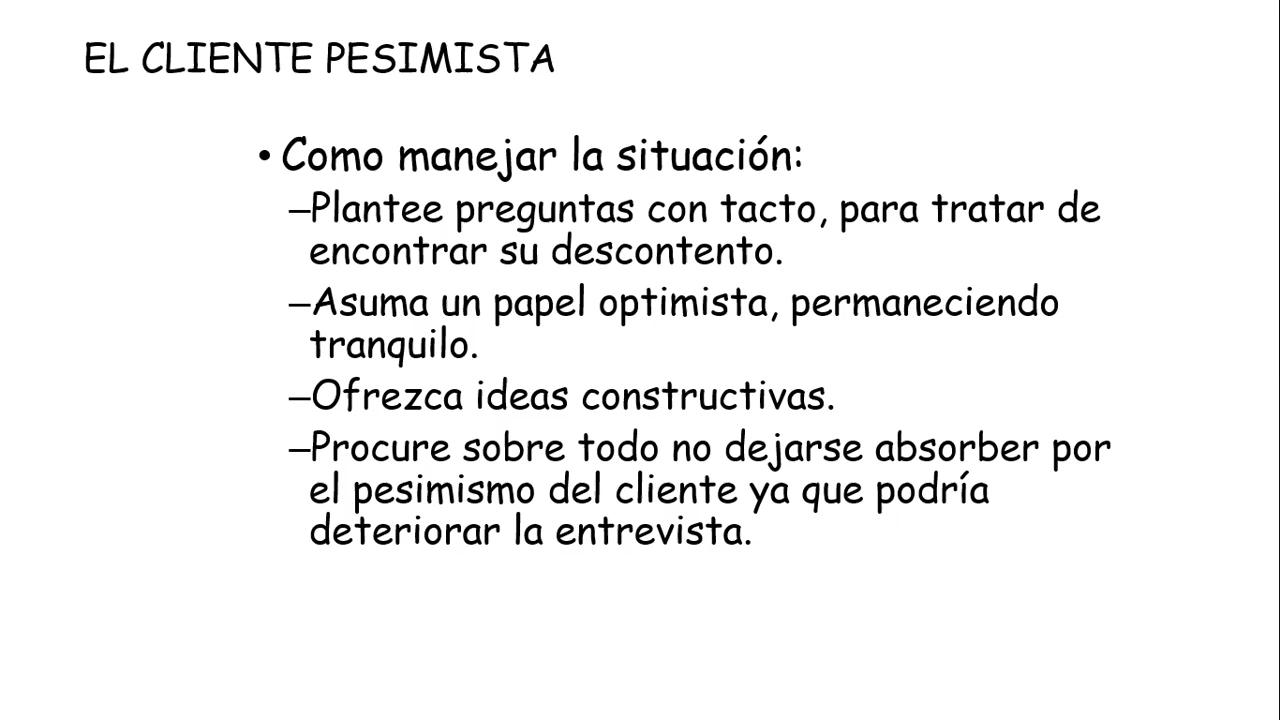 EL CLIENTE PESIMISTA
• Como manejar la situación:
–Plantee preguntas con tacto, para tratar de
encontrar su descontento.
–Asuma un papel optimista, permaneciendo
tranquilo.
–Ofrezca ideas constructivas.
–Procure sobre todo no dejarse absorber por
el pesimismo del cliente ya que podría
deteriorar la entrevista.